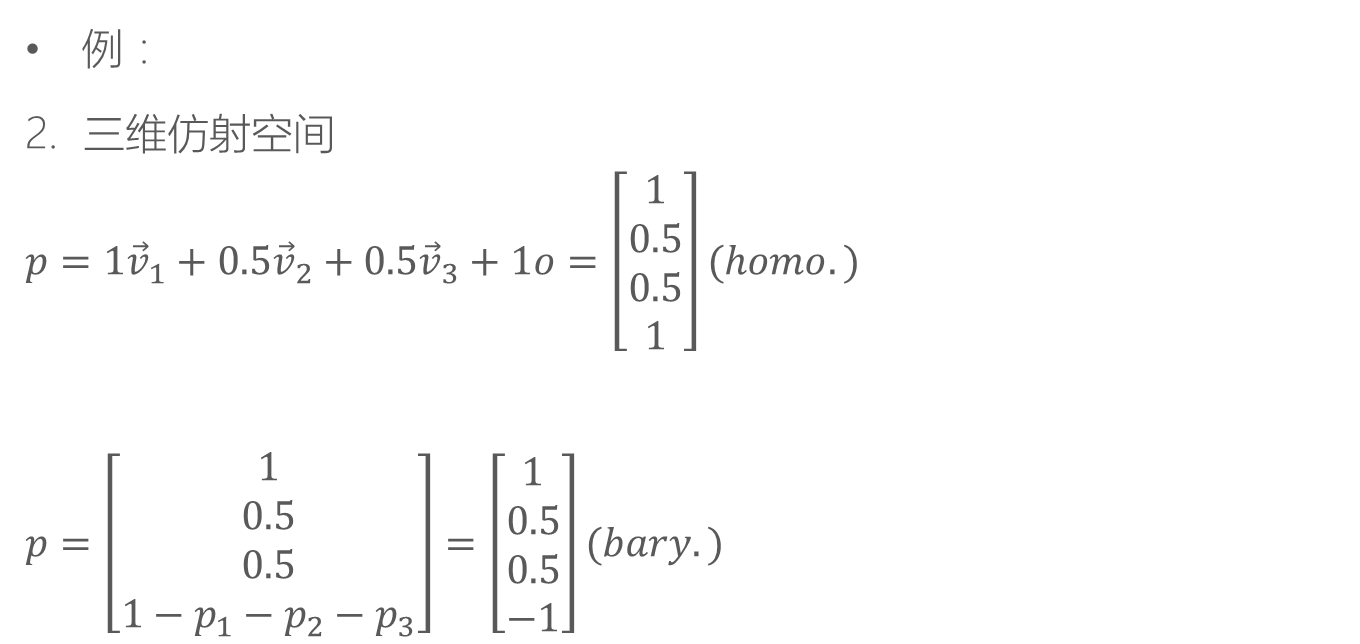 • 例：
2. 三维仿射空间
p = 1v⃗₁ + 0.5v⃗₂ + 0.5v⃗₃ + 1o = [1 0.5 0.5 1] (homo.)
p = [1 0.5 0.5 1 − p₁ − p₂ − p₃] = [1 0.5 0.5 −1] (bary.)